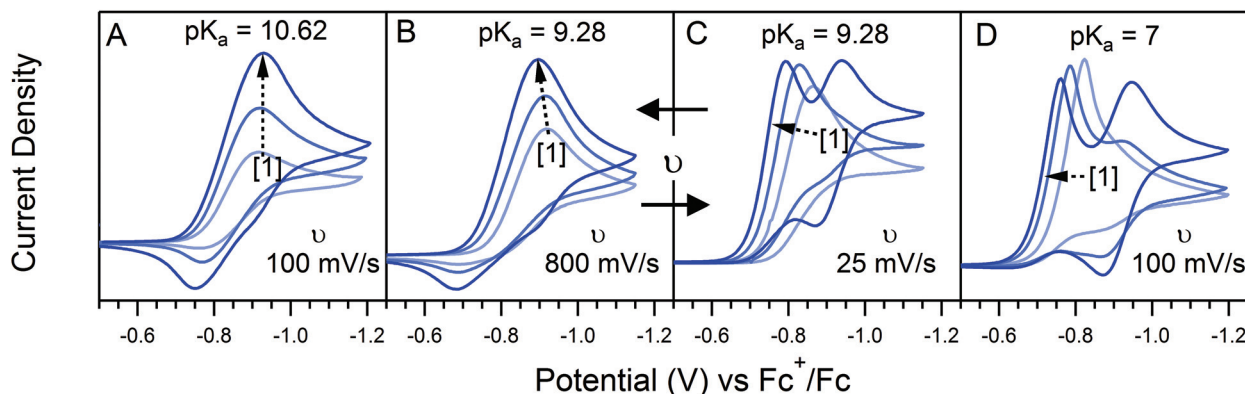 A
pKa = 10.62
[1]
υ
100 mV/s
B
pKa = 9.28
[1]
υ
800 mV/s
υ
C
pKa = 9.28
[1]
υ
25 mV/s
D
pKa = 7
[1]
υ
100 mV/s
Current Density
-0.6 -0.8 -1.0 -1.2
-0.6 -0.8 -1.0 -1.2
-0.6 -0.8 -1.0 -1.2
-0.6 -0.8 -1.0 -1.2
Potential (V) vs Fc⁺/Fc